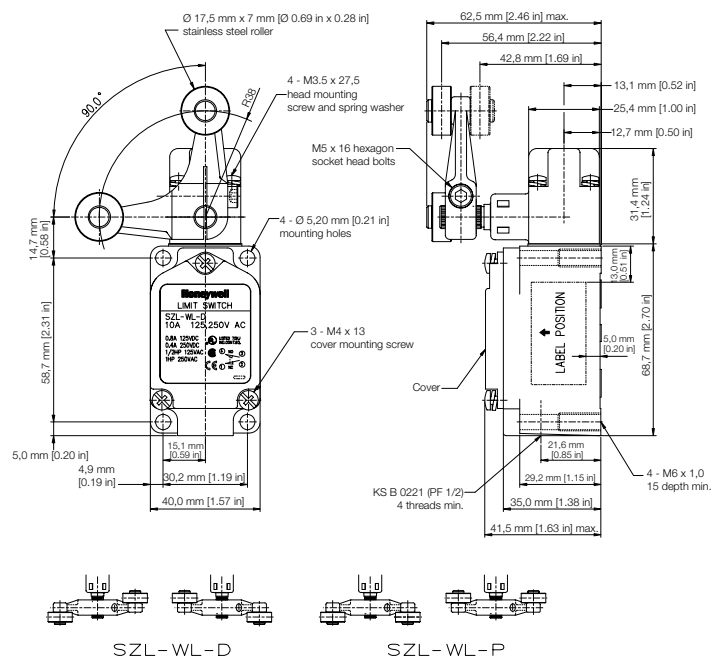 Ø 17,5 mm x 7 mm [Ø 0.69 in x 0.28 in]
stainless steel roller
90.0°
R38
4 - M3.5 x 27,5
head mounting
screw and spring washer
14,7 mm
[0.58 in]
4 - Ø 5,20 mm [0.21 in]
mounting holes
Honeywell
LIMIT SWITCH
SZL-WL-D
10A 125,250V AC
0.8A 125VDC
0.4A 250VDC
1/2HP 125VAC
1HP 250VAC
3 - M4 x 13
cover mounting screw
58,7 mm
[2.31 in]
5,0 mm [0.20 in]
4,9 mm
[0.19 in]
15,1 mm
[0.59 in]
30,2 mm [1.19 in]
40,0 mm [1.57 in]
62,5 mm [2.46 in] max.
56,4 mm [2.22 in]
42,8 mm [1.69 in]
13,1 mm [0.52 in]
25,4 mm [1.00 in]
12,7 mm [0.50 in]
M5 x 16 hexagon
socket head bolts
31,4 mm
[1.24 in]
13,0 mm
[0.51 in]
LABEL POSITION
5,0 mm
[0.20 in]
68,7 mm [2.70 in]
Cover
21,6 mm
[0.85 in]
29,2 mm [1.15 in]
KS B 0221 (PF 1/2)
4 threads min.
35,0 mm [1.38 in]
41,5 mm [1.63 in] max.
4 - M6 x 1,0
15 depth min.
SZL-WL-D
SZL-WL-P